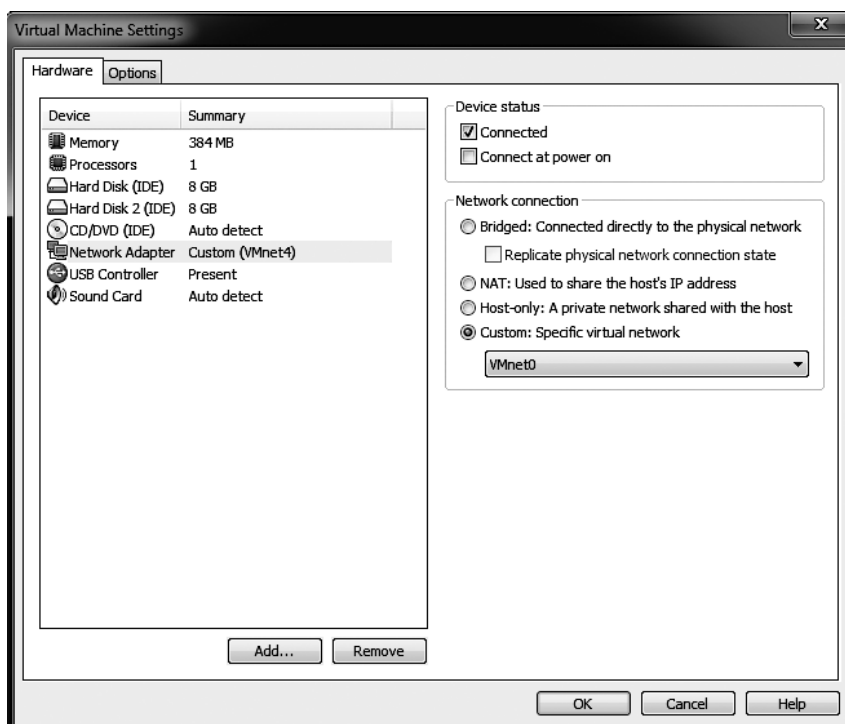 Virtual Machine Settings
Hardware Options
Device Summary
Memory 384 MB
Processors 1
Hard Disk (IDE) 8 GB
Hard Disk 2 (IDE) 8 GB
CD/DVD (IDE) Auto detect
Network Adapter Custom (VMnet4)
USB Controller Present
Sound Card Auto detect
Add... Remove
Device status
Connected
Connect at power on
Network connection
Bridged: Connected directly to the physical network
Replicate physical network connection state
NAT: Used to share the host's IP address
Host-only: A private network shared with the host
Custom: Specific virtual network
VMnet0
OK Cancel Help